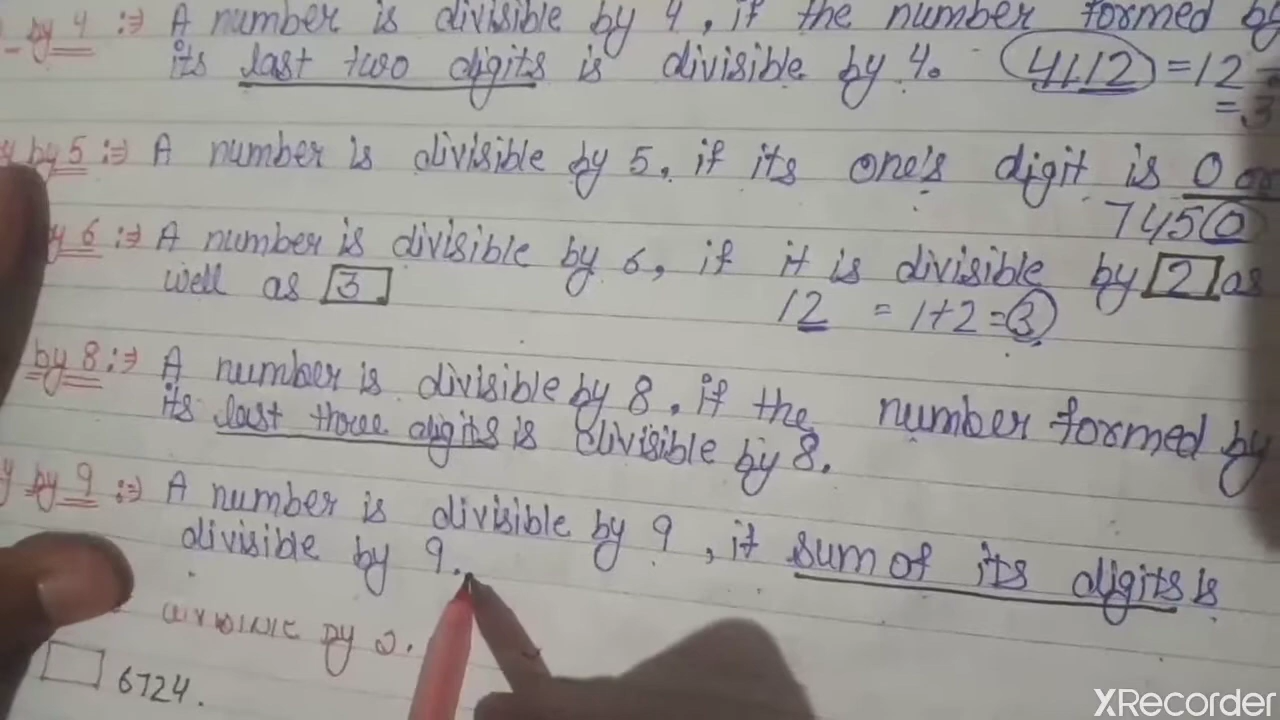 by 4 :⇒ A number is divisible by 4, if the number formed by
its last two digits is divisible by 4. 4112 = 12
= 3
by 5 :⇒ A number is divisible by 5, if its one's digit is 0 or
7450
y 6 :⇒ A number is divisible by 6, if it is divisible by 2 as
well as 3.
12 = 1+2=3
by 8 :⇒ A number is divisible by 8, if the number formed by
its last three digits is divisible by 8.
y by 9 :⇒ A number is divisible by 9, if sum of its digits is
divisible by 9.
by
6724.
XRecorder